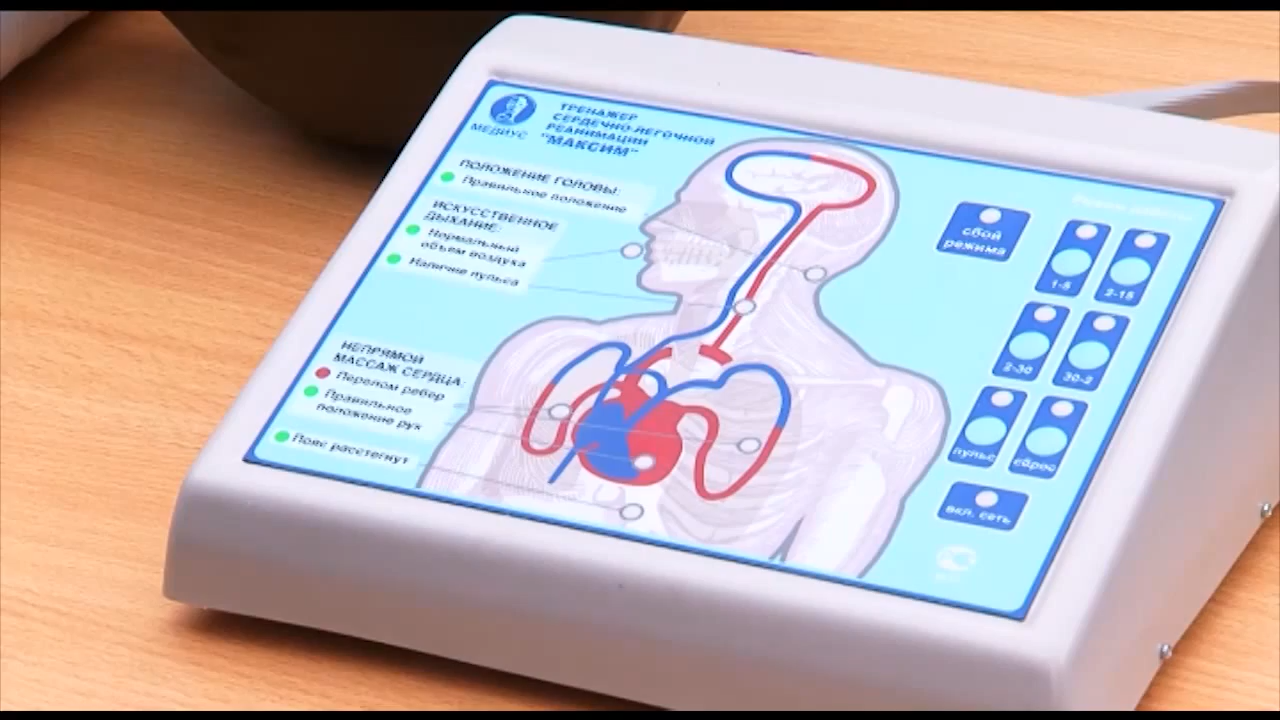 МЕДИУС
ТРЕНАЖЕР
СЕРДЕЧНО-ЛЕГОЧНОЙ
РЕАНИМАЦИИ
"МАКСИМ"
ПОЛОЖЕНИЕ ГОЛОВЫ:
Правильное положение
ИСКУССТВЕННОЕ
ДЫХАНИЕ:
Нормальный
объем воздуха
Наличие пульса
НЕПРЯМОЙ
МАССАЖ СЕРДЦА:
Перелом ребер
Правильное
положение рук
Пояс расстегнут
сбой
режима
1-5
2-15
2-30
30-2
пульс
сброс
вкл. сеть